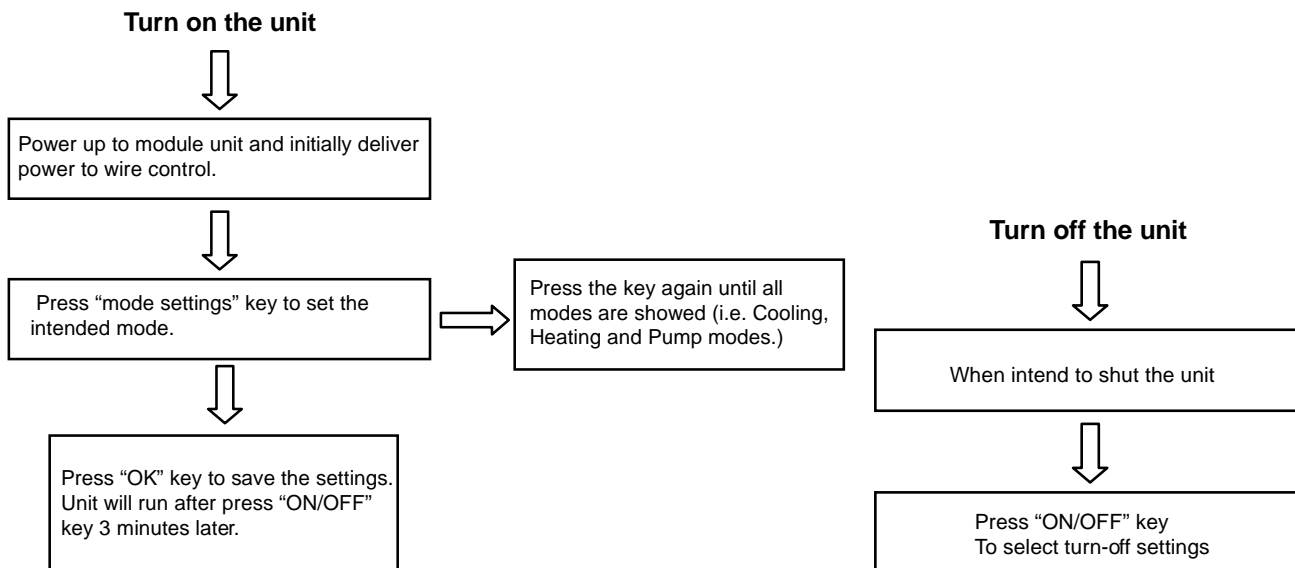 Turn on the unit
Power up to module unit and initially deliver
power to wire control.
Press “mode settings” key to set the
intended mode.
Press the key again until all
modes are showed (i.e. Cooling,
Heating and Pump modes.)
Press “OK” key to save the settings.
Unit will run after press “ON/OFF”
key 3 minutes later.
Turn off the unit
When intend to shut the unit
Press “ON/OFF” key
To select turn-off settings